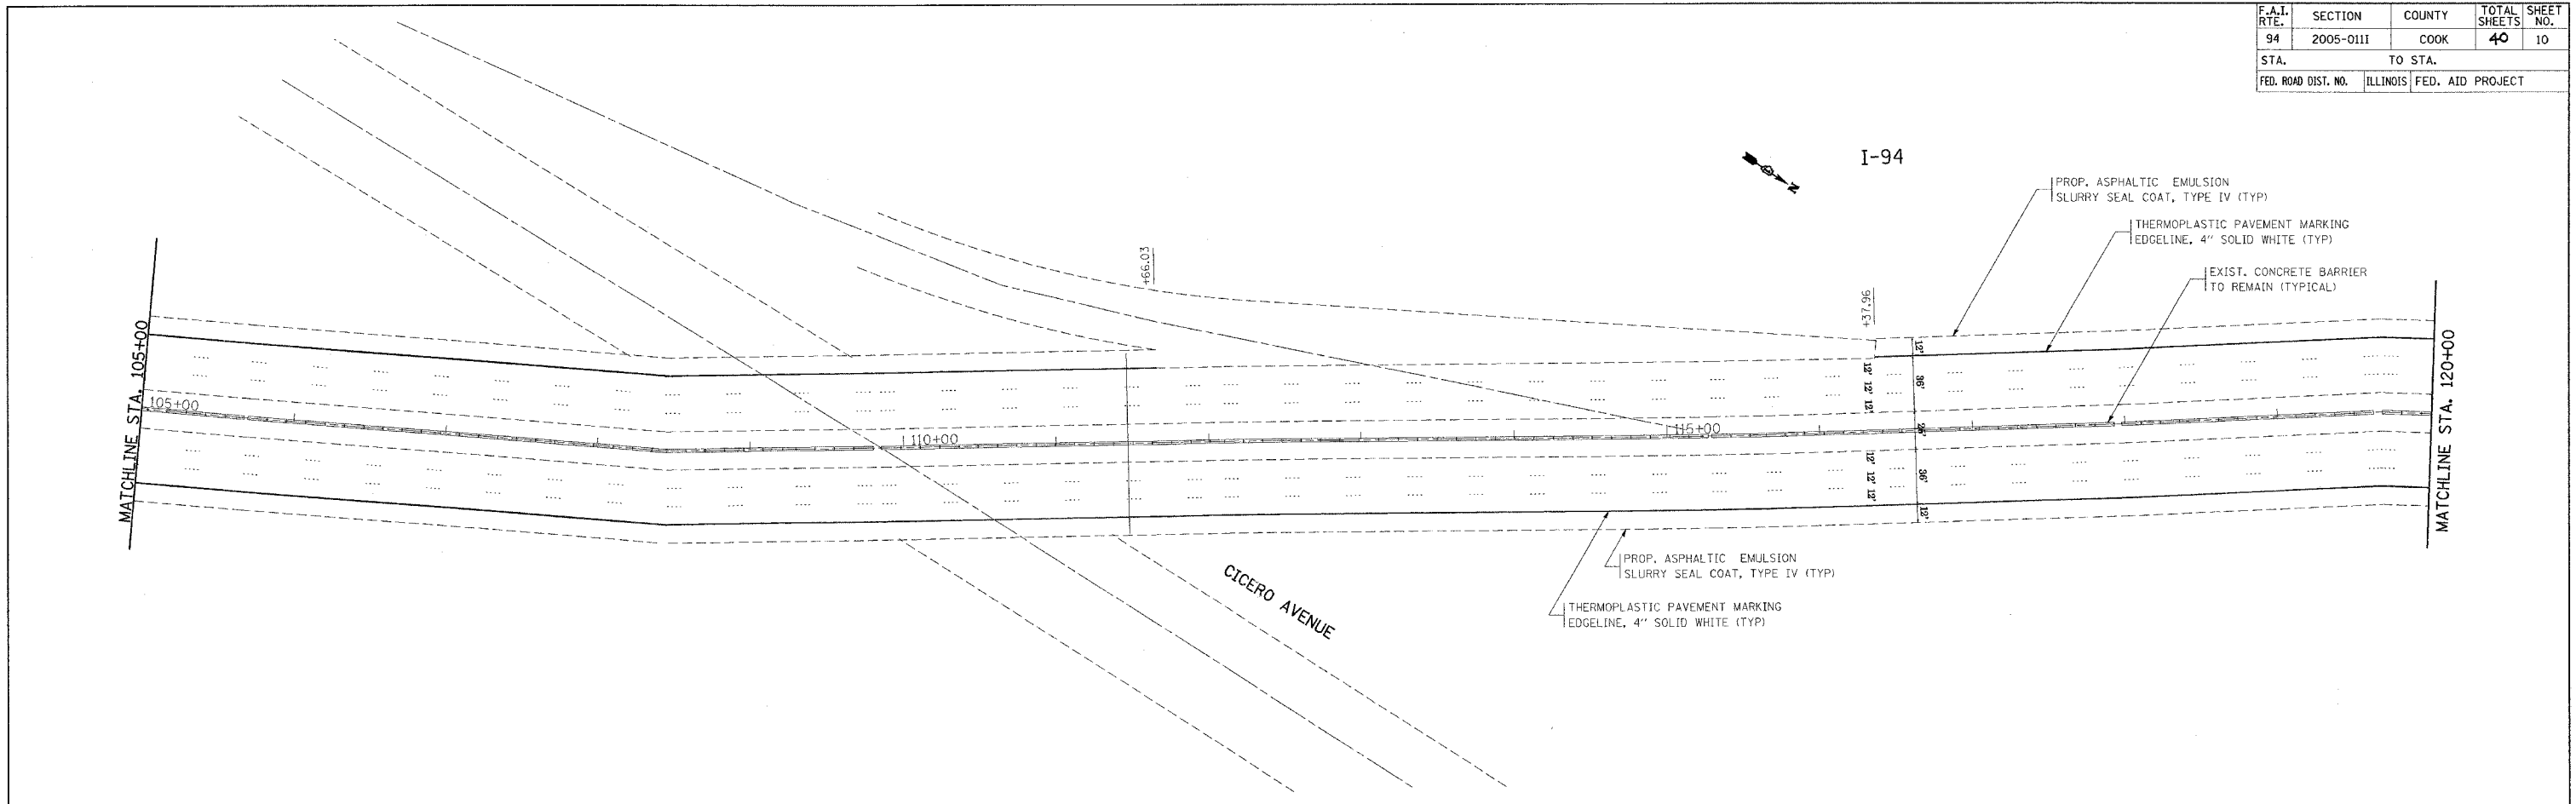 F.A.I. RTE. SECTION COUNTY TOTAL SHEETS SHEET NO.
94 2005-011I COOK 40 10
STA. TO STA.
FED. ROAD DIST. NO. ILLINOIS FED. AID PROJECT
I-94
N
PROP. ASPHALTIC EMULSION
SLURRY SEAL COAT, TYPE IV (TYP)
THERMOPLASTIC PAVEMENT MARKING
EDGELINE, 4" SOLID WHITE (TYP)
EXIST. CONCRETE BARRIER
TO REMAIN (TYPICAL)
+66.03
+37.96
MATCHLINE STA. 105+00
105+00
110+00
115+00
12'
36'
12' 12' 12'
12' 12' 12'
36'
12'
MATCHLINE STA. 120+00
PROP. ASPHALTIC EMULSION
SLURRY SEAL COAT, TYPE IV (TYP)
THERMOPLASTIC PAVEMENT MARKING
EDGELINE, 4" SOLID WHITE (TYP)
CICERO AVENUE